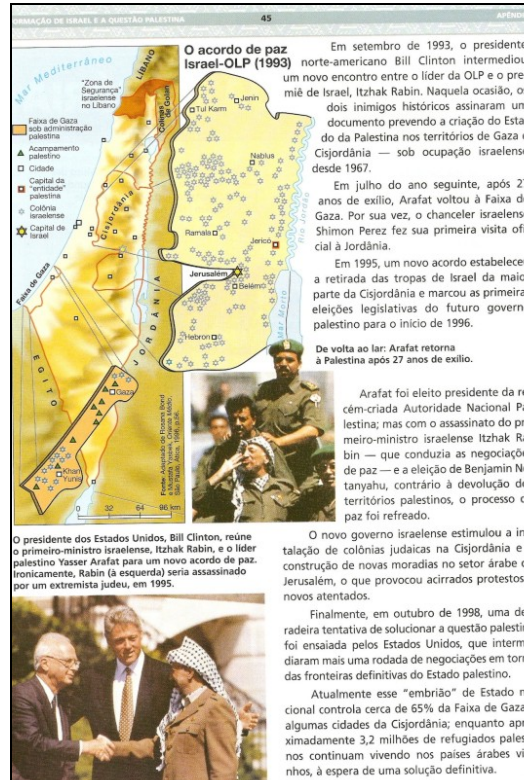 ORMAÇÃO DE ISRAEL E A QUESTÃO PALESTINA
45
APÊND
O acordo de paz
Israel-OLP (1993)
Mar Mediterrâneo
LÍBANO
"Zona de
Segurança"
israelense
no Líbano
Colinas
de Golan
Faixa de Gaza
sob administração
palestina
Acampamento
palestino
Cidade
Capital da
"entidade"
palestina
Colônia
israelense
Capital de
Israel
Cisjordânia
Faixa de Gaza
JORDÂNIA
EGITO
Gaza
Khan
Yunis
0 32 64 96 km
Jenin
Tul Karm
Nablus
Ramala
Jericó
Jerusalém
Belém
Hebron
Rio Jordão
Mar Morto
Fonte: Adaptado de Rosana Bond
São Paulo, Ática, 1998, p.
Em setembro de 1993, o presidente
norte-americano Bill Clinton intermediou
um novo encontro entre o líder da OLP e o pre
miê de Israel, Itzhak Rabin. Naquela ocasião, os
dois inimigos históricos assinaram um
documento prevendo a criação do Esta
do da Palestina nos territórios de Gaza e
Cisjordânia — sob ocupação israelense
desde 1967.
Em julho do ano seguinte, após 27
anos de exílio, Arafat voltou à Faixa de
Gaza. Por sua vez, o chanceler israelense
Shimon Perez fez sua primeira visita ofi
cial à Jordânia.
Em 1995, um novo acordo estabelece
a retirada das tropas de Israel da maio
parte da Cisjordânia e marcou as primeira
eleições legislativas do futuro govern
palestino para o início de 1996.
De volta ao lar: Arafat retorna
à Palestina após 27 anos de exílio.
Arafat foi eleito presidente da re
cém-criada Autoridade Nacional Pa
lestina; mas com o assassinato do pri
meiro-ministro israelense Itzhak Ra
bin — que conduzia as negociaçõe
de paz — e a eleição de Benjamin Ne
tanyahu, contrário à devolução de
territórios palestinos, o processo d
paz foi refreado.
O novo governo israelense estimulou a in
talação de colônias judaicas na Cisjordânia e
construção de novas moradias no setor árabe d
Jerusalém, o que provocou acirrados protestos
novos atentados.
Finalmente, em outubro de 1998, uma de
radeira tentativa de solucionar a questão palestin
foi ensaiada pelos Estados Unidos, que interm
diaram mais uma rodada de negociações em torn
das fronteiras definitivas do Estado palestino.
Atualmente esse "embrião" de Estado n
cional controla cerca de 65% da Faixa de Gaza
algumas cidades da Cisjordânia; enquanto apr
ximadamente 3,2 milhões de refugiados pales
nos continuam vivendo nos países árabes vi
nhos, à espera de uma solução definitiva.
O presidente dos Estados Unidos, Bill Clinton, reúne
o primeiro-ministro israelense, Itzhak Rabin, e o líder
palestino Yasser Arafat para um novo acordo de paz.
Ironicamente, Rabin (à esquerda) seria assassinado
por um extremista judeu, em 1995.